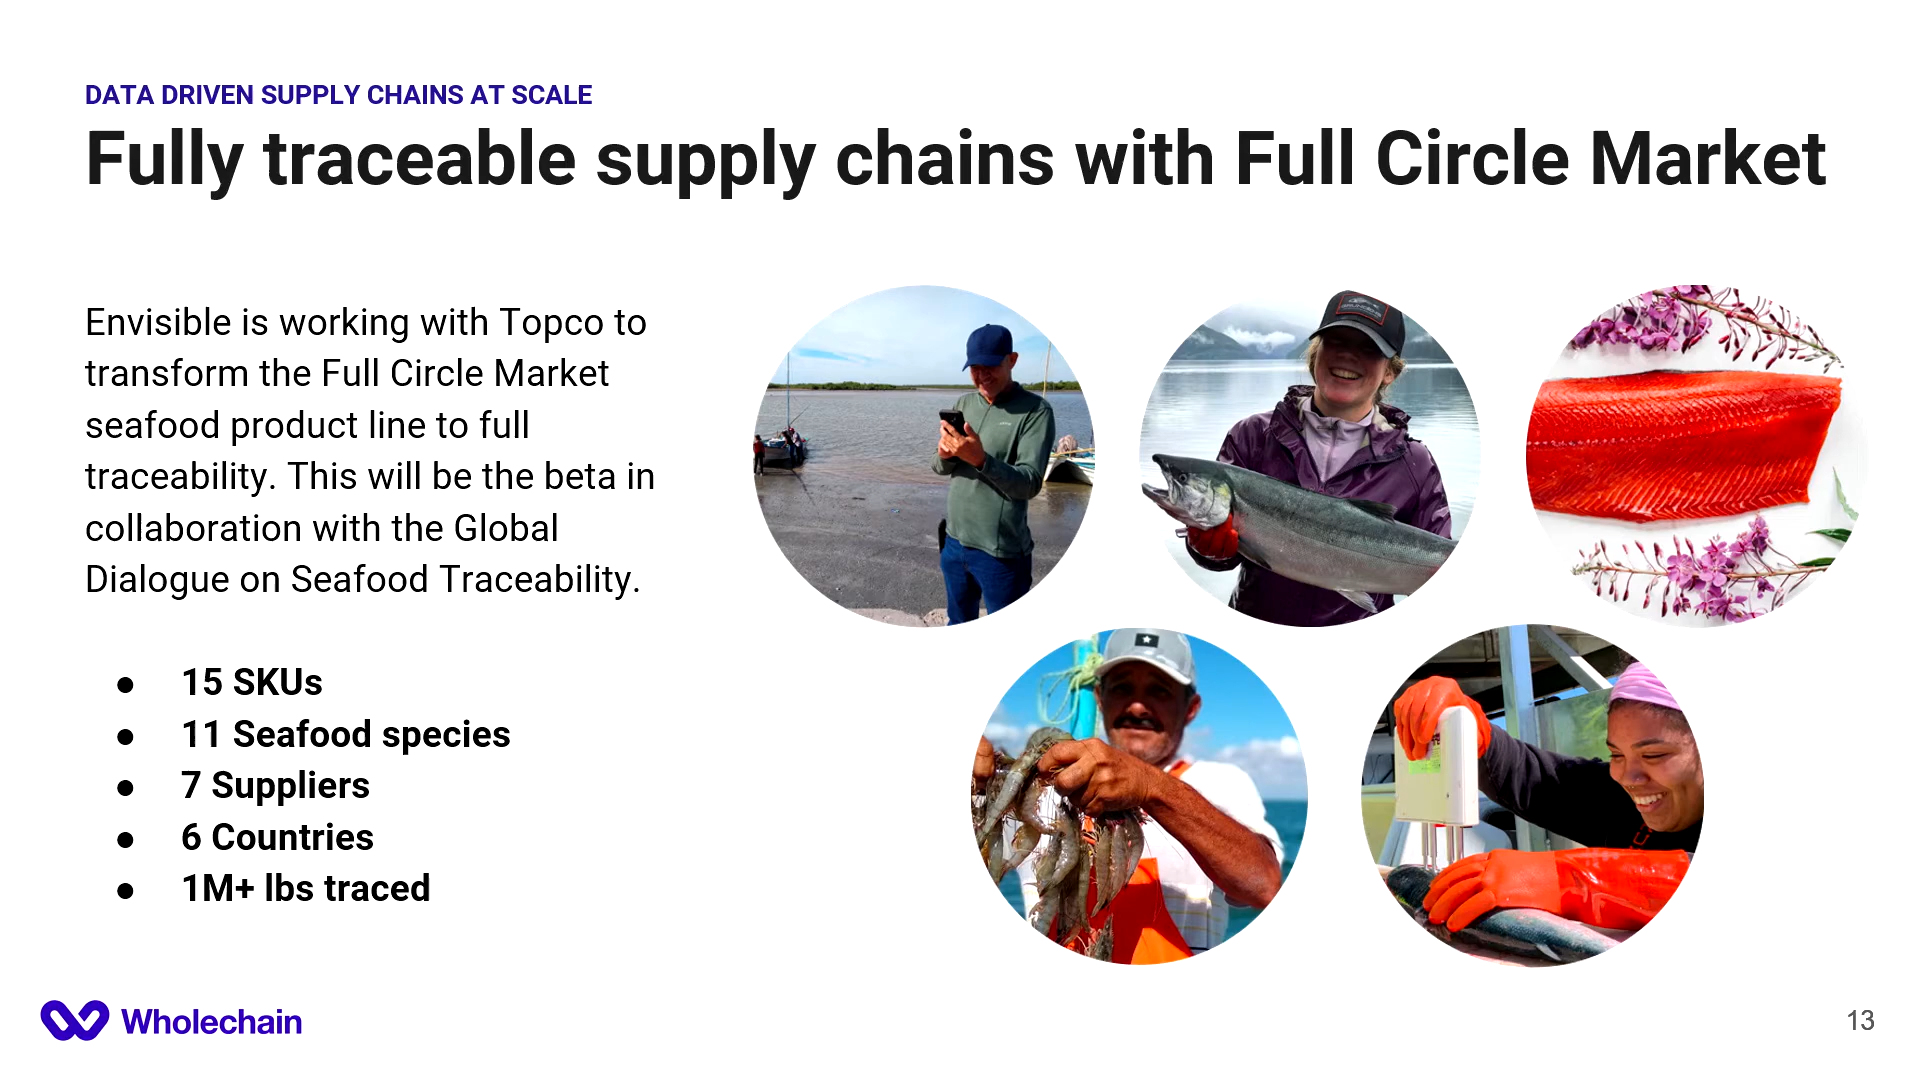 DATA DRIVEN SUPPLY CHAINS AT SCALE
Fully traceable supply chains with Full Circle Market
Envisible is working with Topco to
transform the Full Circle Market
seafood product line to full
traceability. This will be the beta in
collaboration with the Global
Dialogue on Seafood Traceability.
● 15 SKUs
● 11 Seafood species
● 7 Suppliers
● 6 Countries
● 1M+ lbs traced
Wholechain
13